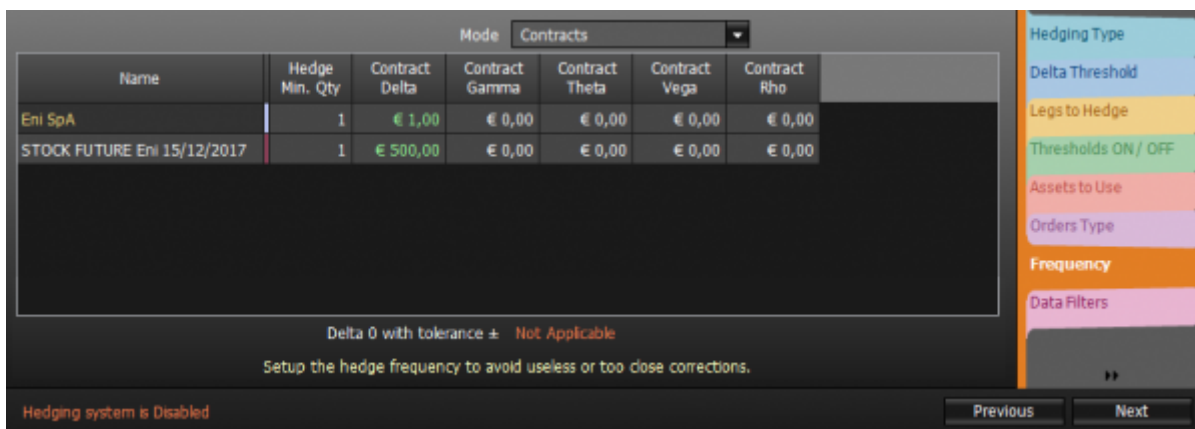 Mode Contracts
Name Hedge Min. Qty Contract Delta Contract Gamma Contract Theta Contract Vega Contract Rho
Eni SpA 1 € 1,00 € 0,00 € 0,00 € 0,00 € 0,00
STOCK FUTURE Eni 15/12/2017 1 € 500,00 € 0,00 € 0,00 € 0,00 € 0,00
Delta 0 with tolerance ± Not Applicable
Setup the hedge frequency to avoid useless or too close corrections.
Hedging Type
Delta Threshold
Legs to Hedge
Thresholds ON / OFF
Assets to Use
Orders Type
Frequency
Data Filters
Hedging system is Disabled
Previous Next